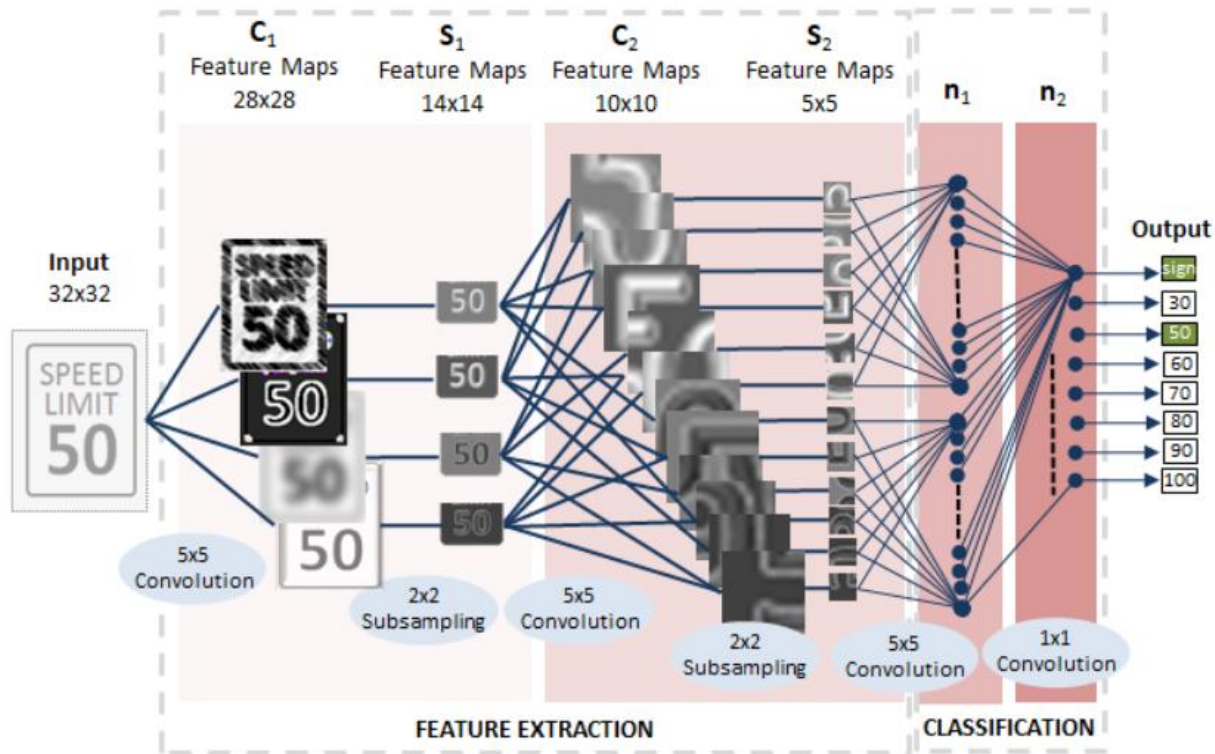 C₁
Feature Maps
28x28
S₁
Feature Maps
14x14
C₂
Feature Maps
10x10
S₂
Feature Maps
5x5
n₁
n₂
Input
32x32
SPEED
LIMIT
50
SPEED
LIMIT
50
50
50
50
50
50
50
50
5x5
Convolution
2x2
Subsampling
5x5
Convolution
2x2
Subsampling
5x5
Convolution
1x1
Convolution
Output
sign
30
50
60
70
80
90
100
FEATURE EXTRACTION
CLASSIFICATION